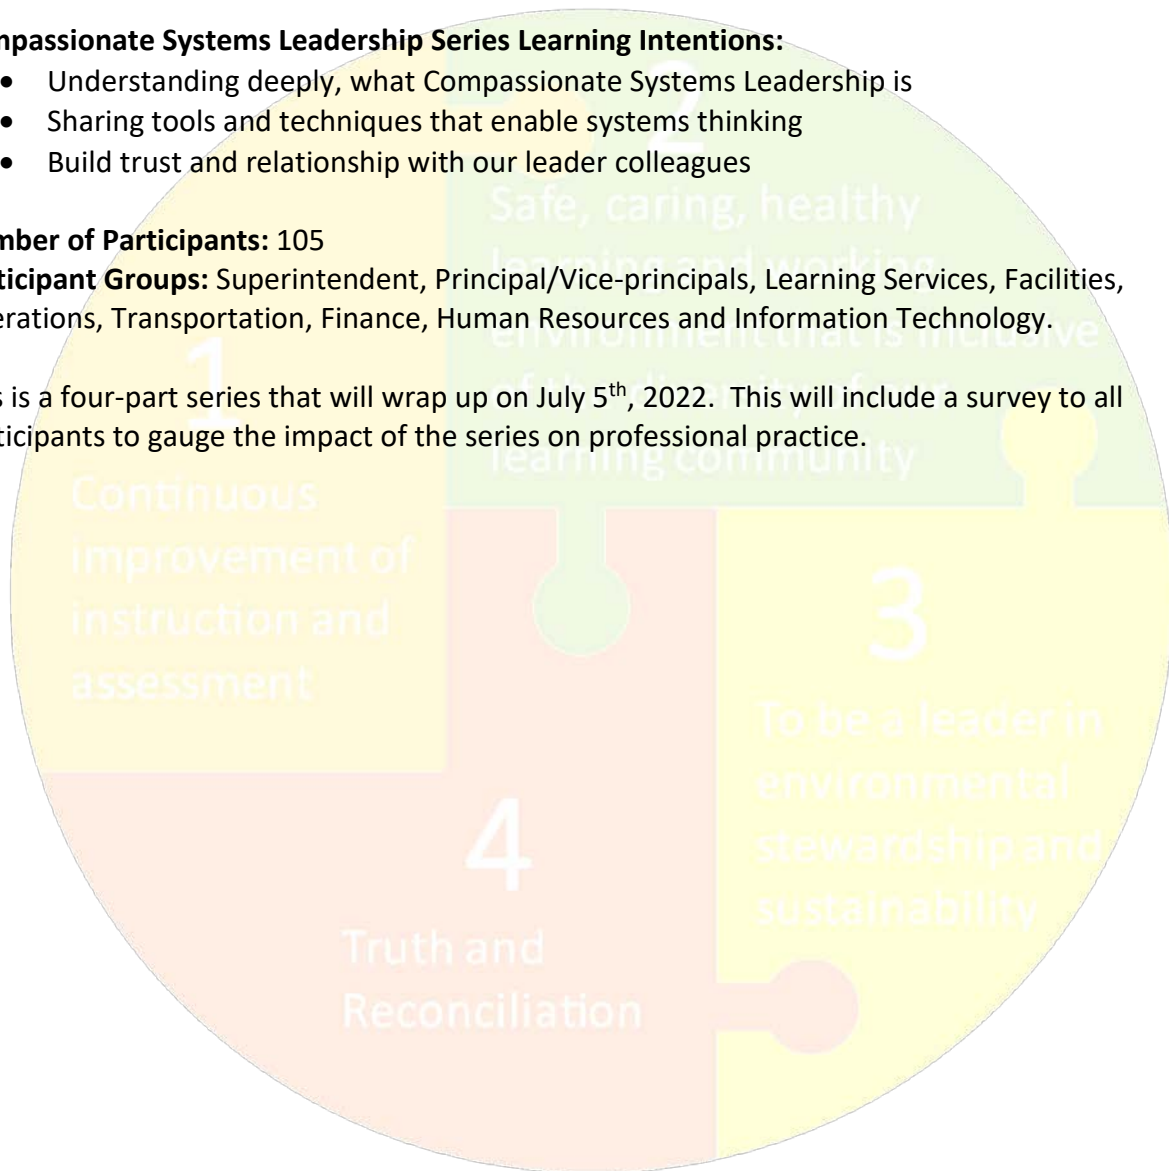 mpassionate Systems Leadership Series Learning Intentions:
• Understanding deeply, what Compassionate Systems Leadership is
• Sharing tools and techniques that enable systems thinking
• Build trust and relationship with our leader colleagues
mber of Participants: 105
ticipant Groups: Superintendent, Principal/Vice-principals, Learning Services, Facilities,
erations, Transportation, Finance, Human Resources and Information Technology.
s is a four-part series that will wrap up on July 5th, 2022. This will include a survey to all
ticipants to gauge the impact of the series on professional practice.
1
Continuous
improvement of
instruction and
assessment
2
Safe, caring, healthy
learning and working
environment that is inclusive
of the diversity of our
learning community
3
To be a leader in
environmental
stewardship and
sustainability
4
Truth and
Reconciliation